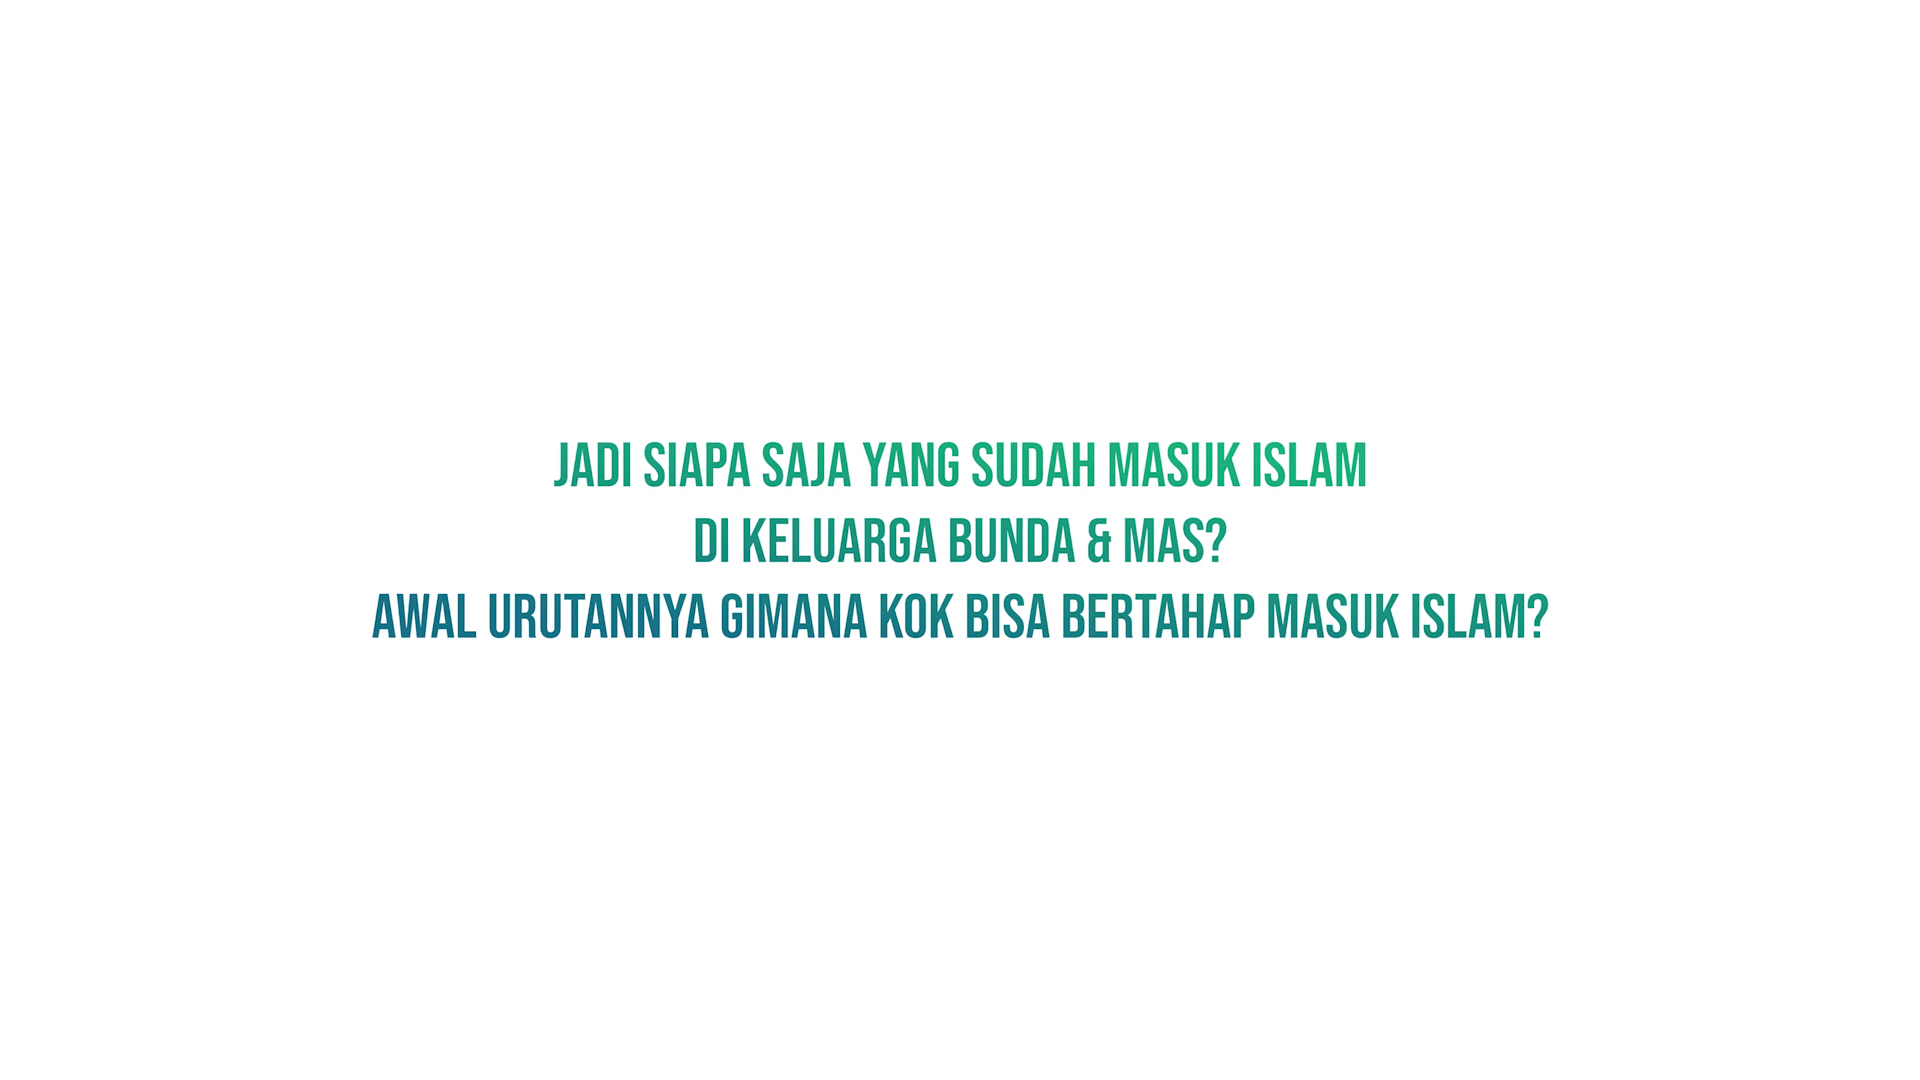 JADI SIAPA SAJA YANG SUDAH MASUK ISLAM
DI KELUARGA BUNDA & MAS?
AWAL URUTANNYA GIMANA KOK BISA BERTAHAP MASUK ISLAM?